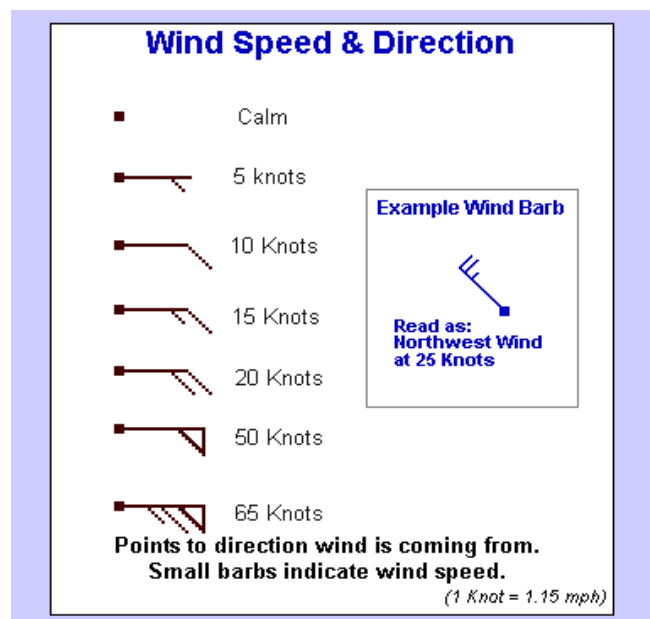 Wind Speed & Direction
Calm
5 knots
10 Knots
15 Knots
20 Knots
50 Knots
65 Knots
Example Wind Barb
Read as:
Northwest Wind
at 25 Knots
Points to direction wind is coming from.
Small barbs indicate wind speed.
(1 Knot = 1.15 mph)